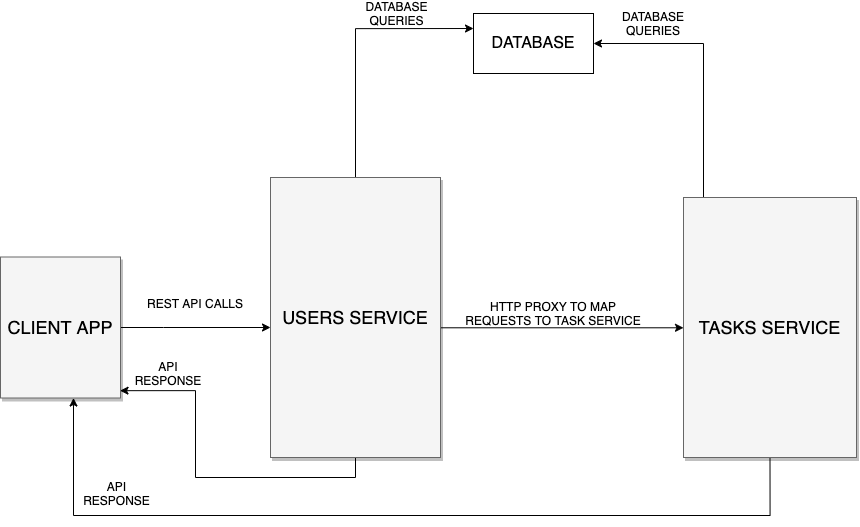 DATABASE
QUERIES
DATABASE
DATABASE
QUERIES
CLIENT APP
REST API CALLS
USERS SERVICE
HTTP PROXY TO MAP
REQUESTS TO TASK SERVICE
TASKS SERVICE
API
RESPONSE
API
RESPONSE